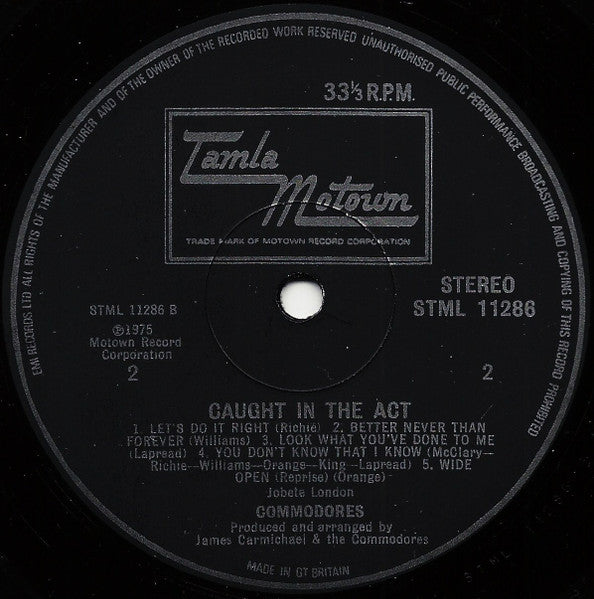 EMI RECORDS LTD ALL RIGHTS OF THE MANUFACTURER AND OF THE OWNER OF THE RECORDED WORK RESERVED UNAUTHORISED PUBLIC PERFORMANCE BROADCASTING AND COPYING OF THIS RECORD PROHIBITED
33⅓ R.P.M.
Tamla
Motown
TRADE MARK OF MOTOWN RECORD CORPORATION
STEREO
STML 11286
STML 11286 B
℗1975
Motown Record
Corporation
2
2
CAUGHT IN THE ACT
1. LET'S DO IT RIGHT (Richie) 2. BETTER NEVER THAN
FOREVER (Williams) 3. LOOK WHAT YOU'VE DONE TO ME
(Lapread) 4. YOU DON'T KNOW THAT I KNOW (McClary—
Richie—Williams—Orange—King—Lapread) 5. WIDE
OPEN (Reprise) (Orange)
Jobete London
COMMODORES
Produced and arranged by
James Carmichael & the Commodores
MADE IN GT BRITAIN